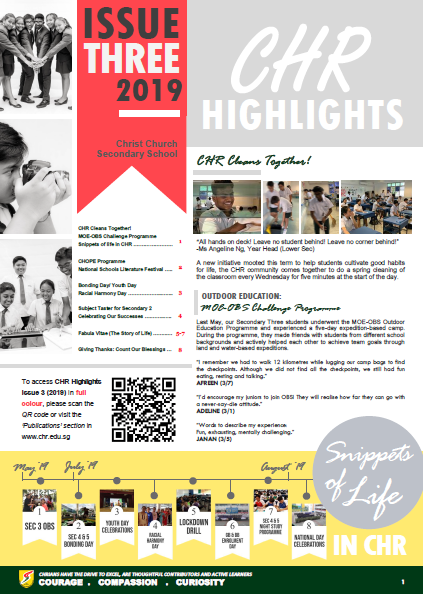 ISSUE
THREE
2019
Christ Church
Secondary School
CHR Cleans Together!
MOE-OBS Challenge Programme
Snippets of life in CHR ...................... 1
CHOPE Programme
National Schools Literature Festival ..... 2
Bonding Day/ Youth Day
Racial Harmony Day ...................... 3
Subject Taster for Secondary 2
Celebrating Our Successes ............... 4
Fabula Vitae (The Story of Life) .......... 5-7
Giving Thanks: Count Our Blessings .... 8
To access CHR Highlights
Issue 3 (2019) in full
colour, please scan the
QR code or visit the
'Publications' section in
www.chr.edu.sg
CHR
HIGHLIGHTS
CHR Cleans Together!
"All hands on deck! Leave no student behind! Leave no corner behind!"
-Ms Angeline Ng, Year Head (Lower Sec)
A new initiative mooted this term to help students cultivate good habits
for life, the CHR community comes together to do a spring cleaning of
the classroom every Wednesday for five minutes at the start of the day.
OUTDOOR EDUCATION:
MOE-OBS Challenge Programme
Last May, our Secondary Three students underwent the MOE-OBS Outdoor
Education Programme and experienced a five-day expedition-based camp.
During the programme, they made friends with students from different school
backgrounds and actively helped each other to achieve team goals through
land and water-based expeditions.
"I remember we had to walk 12 kilometres while lugging our camp bags to find
the checkpoints. Although we did not find all the checkpoints, we still had fun
eating, resting and talking."
AFREEN (3/7)
"I'd encourage my juniors to join OBS! They will realise how far they can go with
a never-say-die attitude."
ADELINE (3/1)
"Words to describe my experience:
Fun, exhausting, mentally challenging."
JANAN (3/5)
May '19
July '19
August '19
1
SEC 3 OBS
2
SEC 4 & 5
BONDING DAY
3
YOUTH DAY
CELEBRATIONS
4
RACIAL
HARMONY
DAY
5
LOCKDOWN
DRILL
6
GB & BB
ENROLMENT
DAY
7
SEC 4 & 5
NIGHT STUDY
PROGRAMME
8
NATIONAL DAY
CELEBRATIONS
Snippets
of Life
IN CHR
CHRIANS HAVE THE DRIVE TO EXCEL, ARE THOUGHTFUL CONTRIBUTORS AND ACTIVE LEARNERS
COURAGE . COMPASSION . CURIOSITY
1